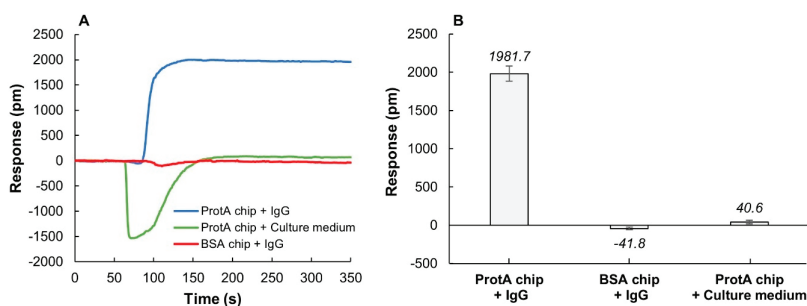 A
Response (pm)
2500
2000
1500
1000
500
0
-500
-1000
-1500
-2000
0 50 100 150 200 250 300 350
Time (s)
ProtA chip + IgG
ProtA chip + Culture medium
BSA chip + IgG
B
Response (pm)
2500
2000
1500
1000
500
0
-500
1981.7
-41.8
40.6
ProtA chip
+ IgG
BSA chip
+ IgG
ProtA chip
+ Culture medium